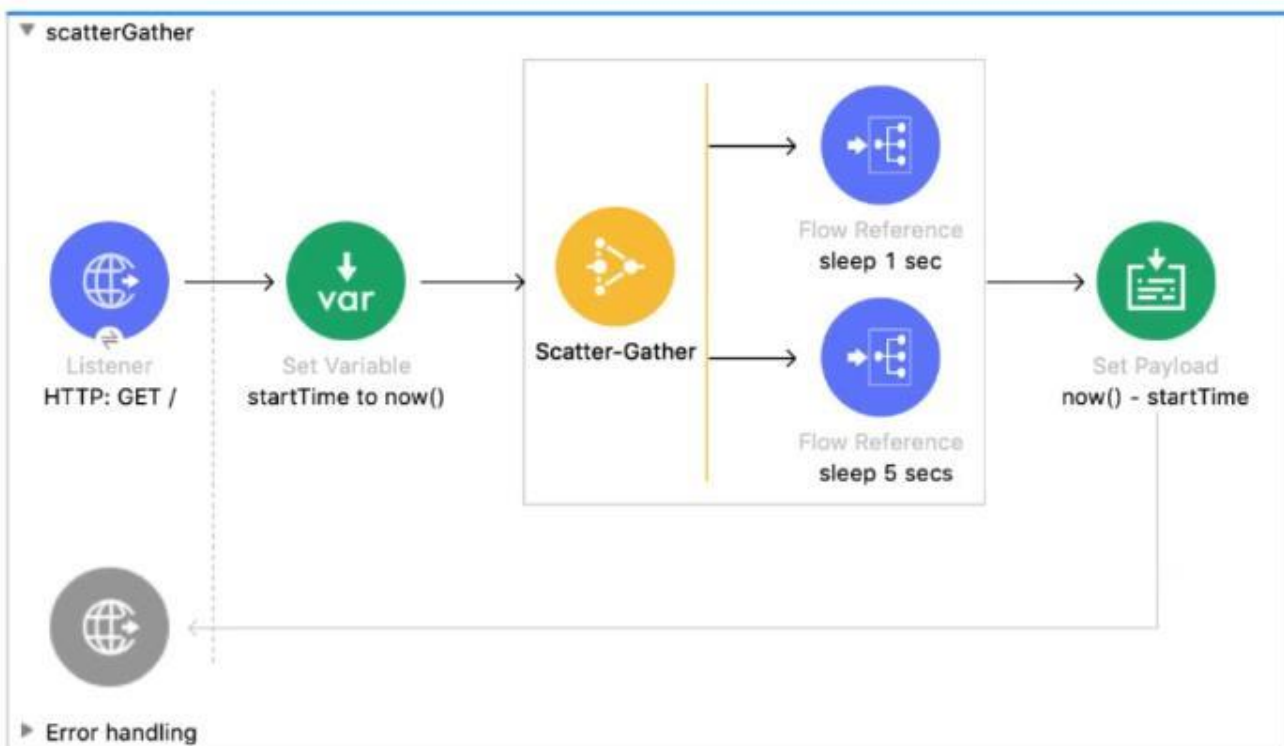 scatterGather
Listener
HTTP: GET /
var
Set Variable
startTime to now()
Scatter-Gather
Flow Reference
sleep 1 sec
Flow Reference
sleep 5 secs
Set Payload
now() - startTime
Error handling